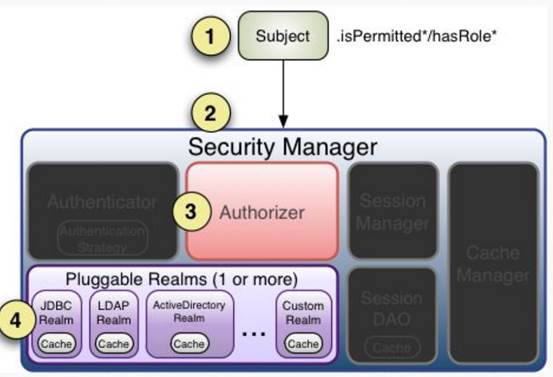 1
Subject
.isPermitted*/hasRole*
2
Security Manager
Authenticator
Authentication
Strategy
3
Authorizer
Session
Manager
Cache
Manager
Pluggable Realms (1 or more)
4
JDBC
Realm
Cache
LDAP
Realm
Cache
ActiveDirectory
Realm
Cache
...
Custom
Realm
Cache
Session
DAO
Cache